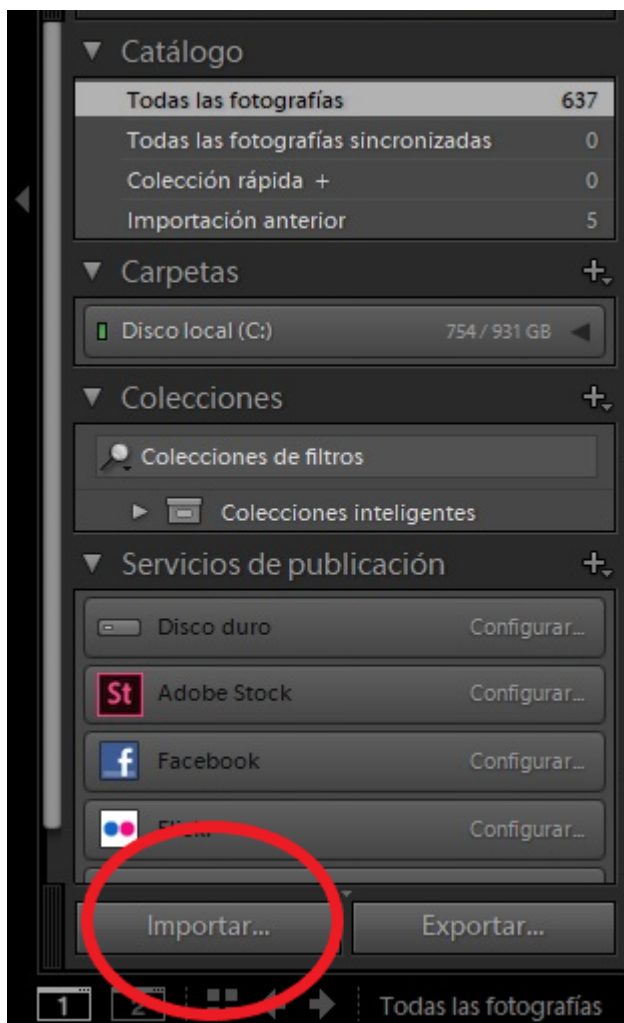 Catálogo
Todas las fotografías 637
Todas las fotografías sincronizadas 0
Colección rápida + 0
Importación anterior 5
Carpetas
Disco local (C:) 754 / 931 GB
Colecciones
Colecciones de filtros
Colecciones inteligentes
Servicios de publicación
Disco duro Configurar...
St Adobe Stock Configurar...
f Facebook Configurar...
Flickr Configurar...
Importar... Exportar...
1 2 Todas las fotografías